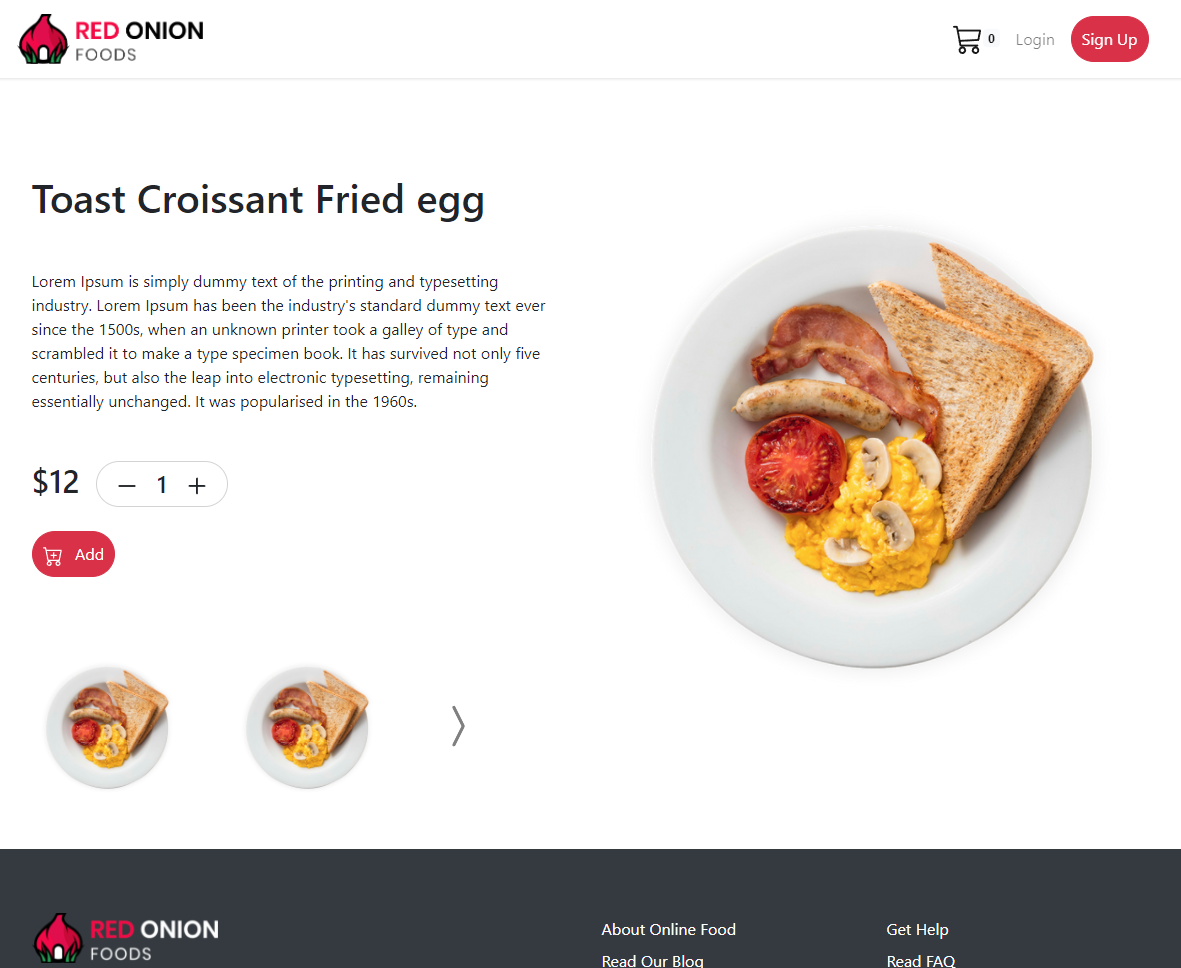 RED ONION
FOODS
0
Login
Sign Up
Toast Croissant Fried egg
Lorem Ipsum is simply dummy text of the printing and typesetting
industry. Lorem Ipsum has been the industry's standard dummy text ever
since the 1500s, when an unknown printer took a galley of type and
scrambled it to make a type specimen book. It has survived not only five
centuries, but also the leap into electronic typesetting, remaining
essentially unchanged. It was popularised in the 1960s.
$12
1
Add
RED ONION
FOODS
About Online Food
Read Our Blog
Get Help
Read FAQ